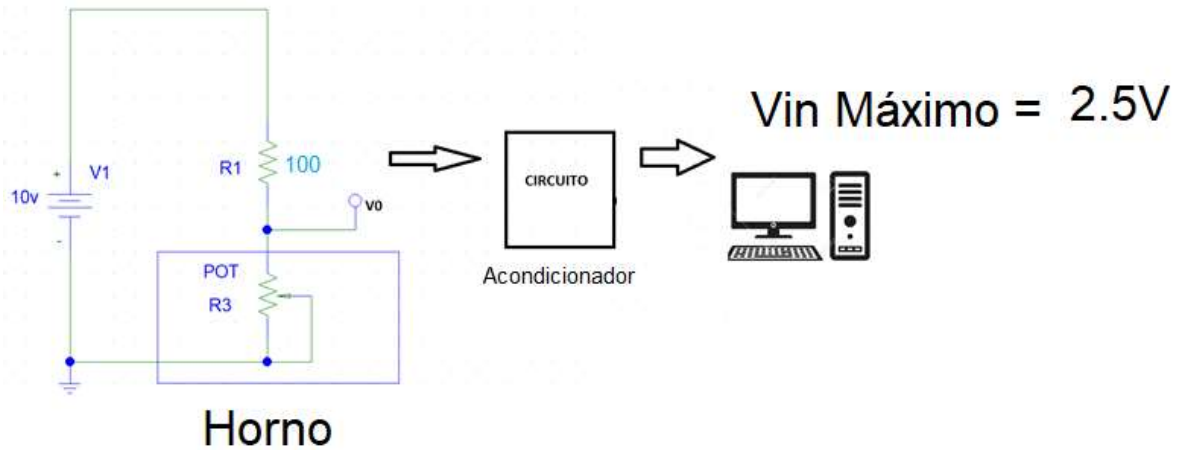 Vin Máximo = 2.5V
R1
100
V1
+
10v
-
V0
CIRCUITO
Acondicionador
POT
R3
Horno